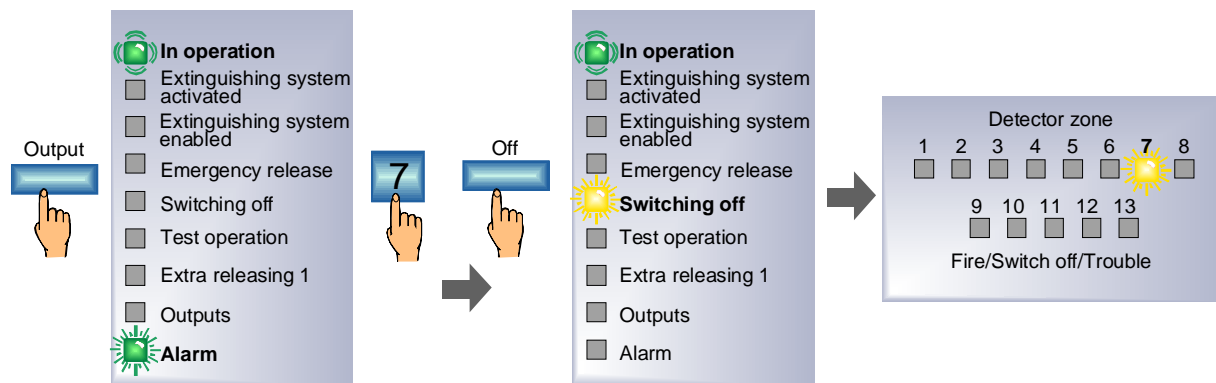 Output
In operation
Extinguishing system
activated
Extinguishing system
enabled
Emergency release
Switching off
Test operation
Extra releasing 1
Outputs
Alarm
7
Off
In operation
Extinguishing system
activated
Extinguishing system
enabled
Emergency release
Switching off
Test operation
Extra releasing 1
Outputs
Alarm
Detector zone
1 2 3 4 5 6 7 8
9 10 11 12 13
Fire/Switch off/Trouble